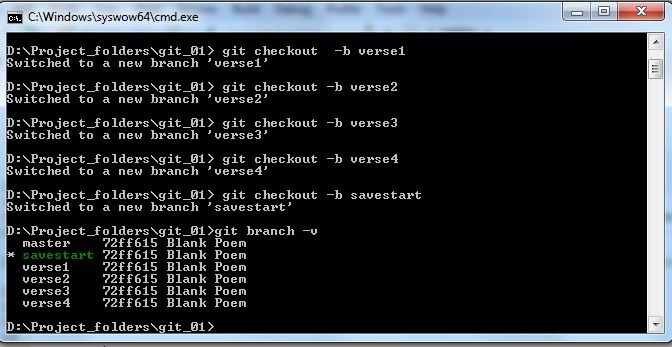 C:\Windows\syswow64\cmd.exe
D:\Project_folders\git_01> git checkout  -b verse1
Switched to a new branch 'verse1'
D:\Project_folders\git_01> git checkout -b verse2
Switched to a new branch 'verse2'
D:\Project_folders\git_01> git checkout -b verse3
Switched to a new branch 'verse3'
D:\Project_folders\git_01> git checkout -b verse4
Switched to a new branch 'verse4'
D:\Project_folders\git_01> git checkout -b savestart
Switched to a new branch 'savestart'
D:\Project_folders\git_01>git branch -v
  master    72ff615 Blank Poem
* savestart 72ff615 Blank Poem
  verse1    72ff615 Blank Poem
  verse2    72ff615 Blank Poem
  verse3    72ff615 Blank Poem
  verse4    72ff615 Blank Poem
D:\Project_folders\git_01>